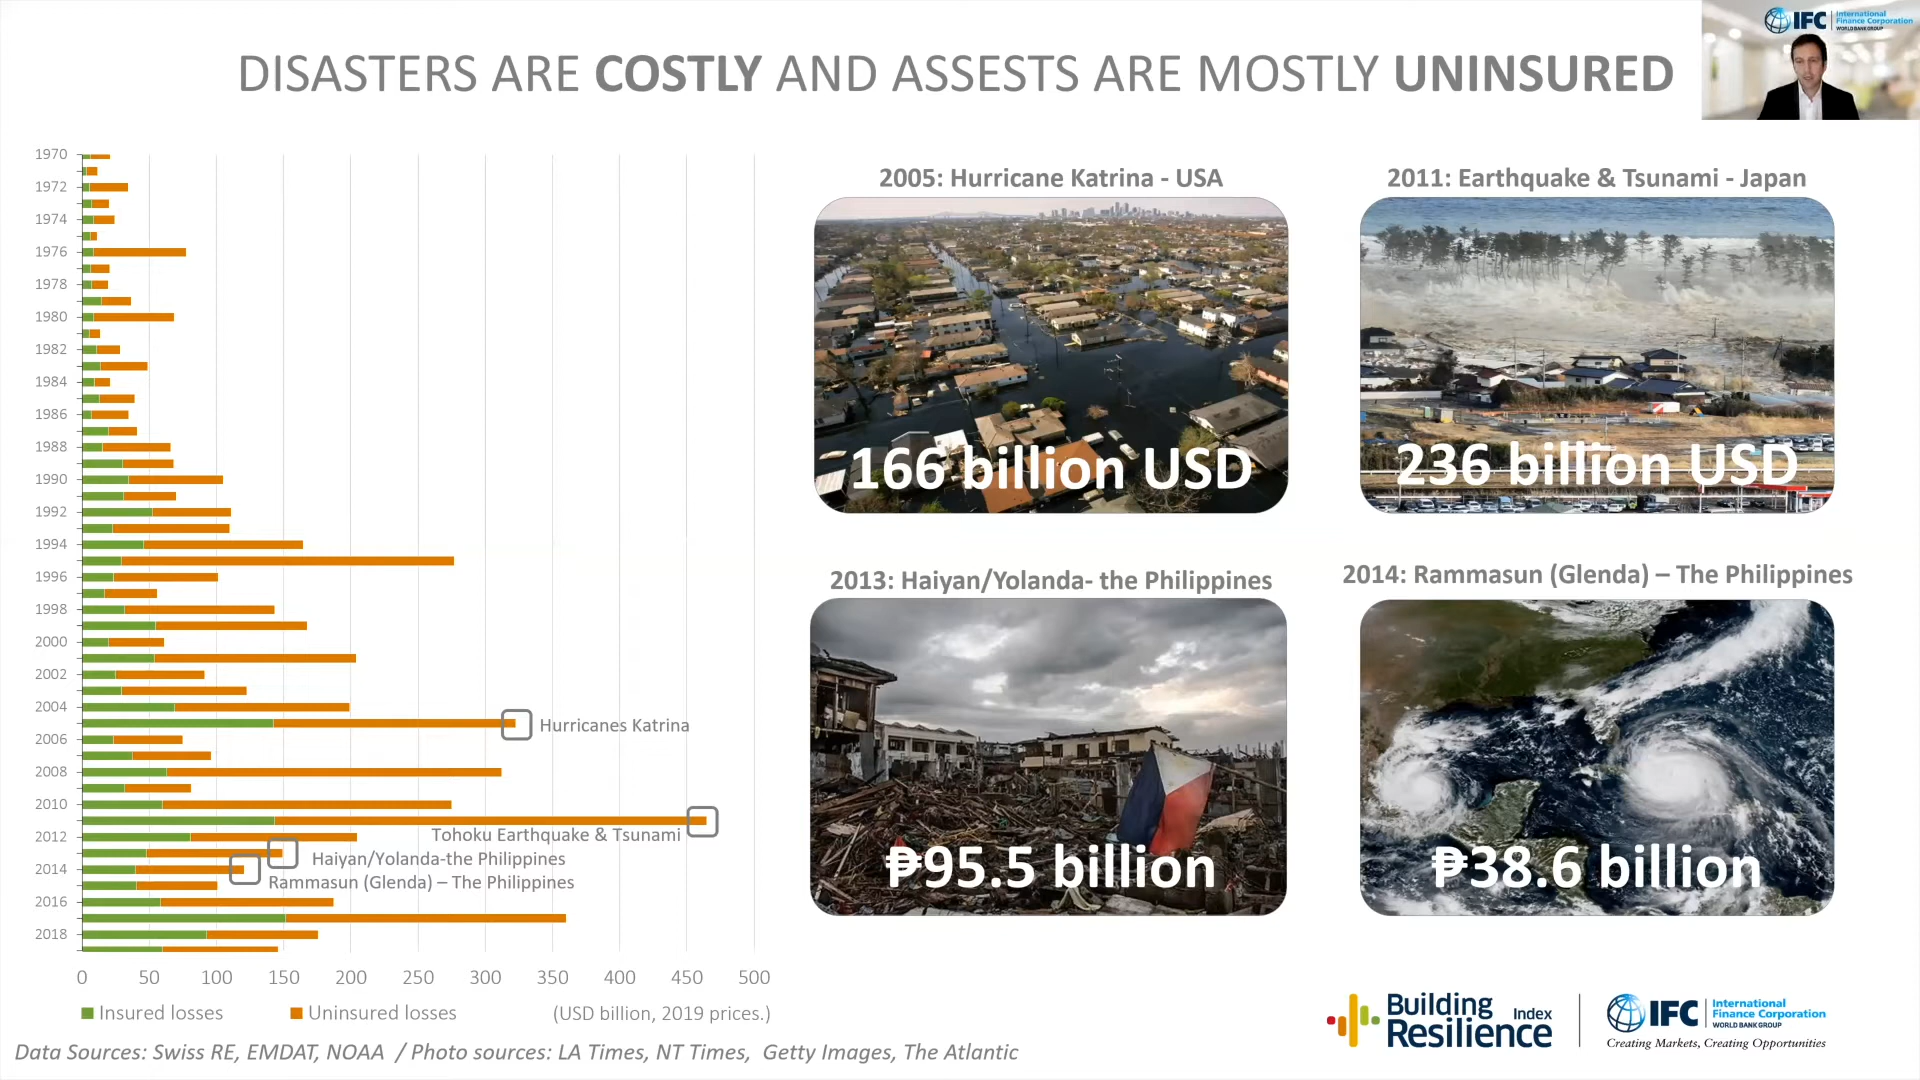 IFC International
Finance Corporation
WORLD BANK GROUP
DISASTERS ARE COSTLY AND ASSESTS ARE MOSTLY UNINSURED
1970
1972
1974
1976
1978
1980
1982
1984
1986
1988
1990
1992
1994
1996
1998
2000
2002
2004
2006
2008
2010
2012
2014
2016
2018
Hurricanes Katrina
Tohoku Earthquake & Tsunami
Haiyan/Yolanda-the Philippines
Rammasun (Glenda) – The Philippines
0 50 100 150 200 250 300 350 400 450 500
Insured losses Uninsured losses (USD billion, 2019 prices.)
2005: Hurricane Katrina - USA
166 billion USD
2011: Earthquake & Tsunami - Japan
236 billion USD
2013: Haiyan/Yolanda- the Philippines
₱95.5 billion
2014: Rammasun (Glenda) – The Philippines
₱38.6 billion
Data Sources: Swiss RE, EMDAT, NOAA / Photo sources: LA Times, NT Times, Getty Images, The Atlantic
Building
Resilience Index
IFC International
Finance Corporation
WORLD BANK GROUP
Creating Markets, Creating Opportunities